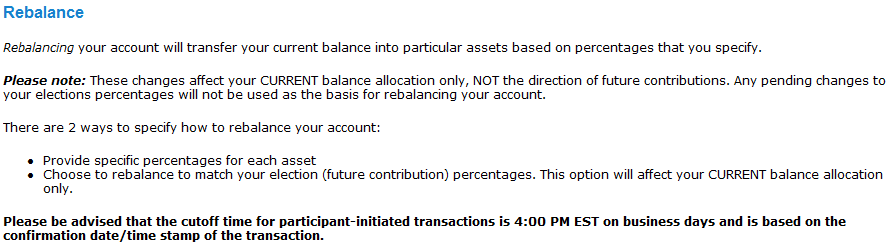 Rebalance
Rebalancing your account will transfer your current balance into particular assets based on percentages that you specify.
Please note: These changes affect your CURRENT balance allocation only, NOT the direction of future contributions. Any pending changes to
your elections percentages will not be used as the basis for rebalancing your account.
There are 2 ways to specify how to rebalance your account:
• Provide specific percentages for each asset
• Choose to rebalance to match your election (future contribution) percentages. This option will affect your CURRENT balance allocation
only.
Please be advised that the cutoff time for participant-initiated transactions is 4:00 PM EST on business days and is based on the
confirmation date/time stamp of the transaction.